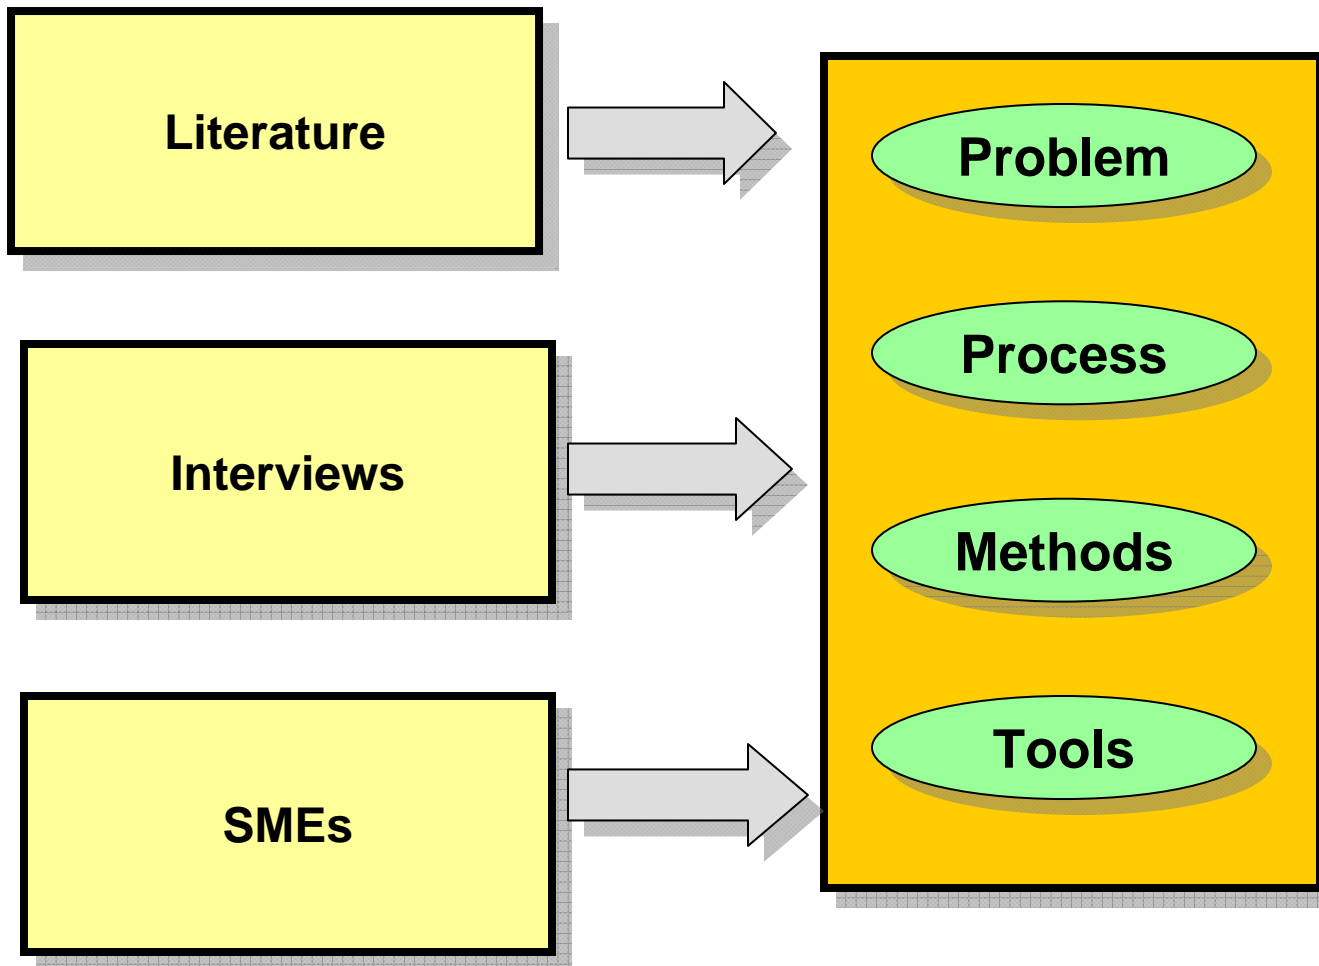 Literature
Interviews
SMEs
Problem
Process
Methods
Tools